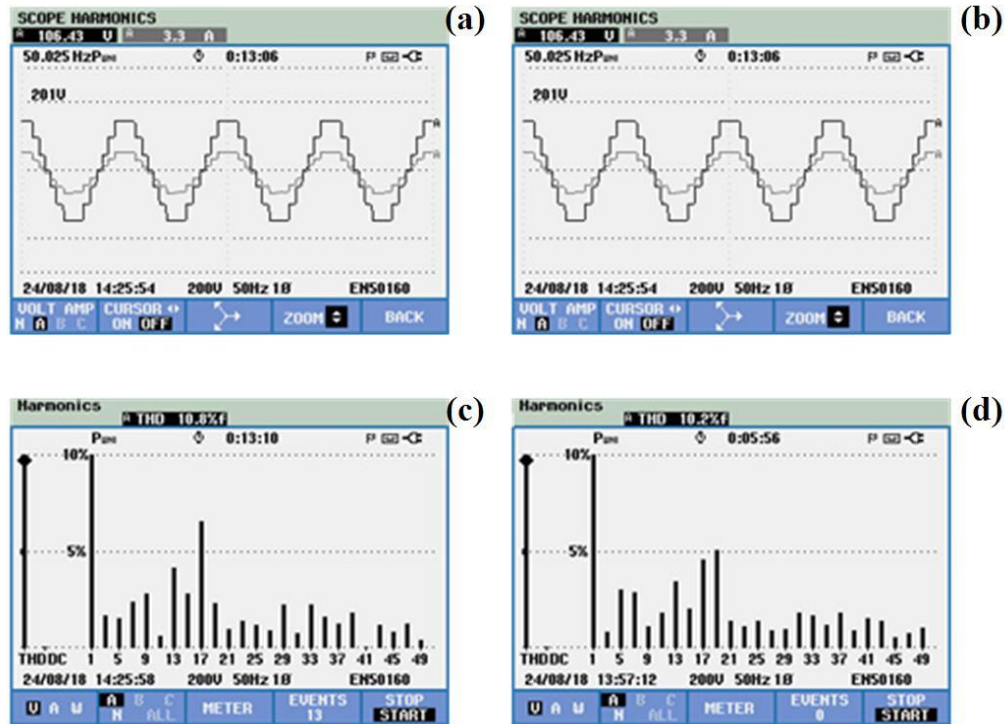 SCOPE HARMONICS
(a)
A 106.43 V A 3.3 A
50.025 Hz PUNI 0:13:06 P
201V
A
A
24/08/18 14:25:54 200V 50Hz 1Ø EN50160
VOLT AMP CURSOR ZOOM BACK
N A B C ON OFF
SCOPE HARMONICS
(b)
A 106.43 V A 3.3 A
50.025 Hz PUNI 0:13:06 P
201V
A
A
24/08/18 14:25:54 200V 50Hz 1Ø EN50160
VOLT AMP CURSOR ZOOM BACK
N A B C ON OFF
Harmonics
(c)
A THD 10.8%f
PUNI 0:13:10 P
10%
5%
THDDC 1 5 9 13 17 21 25 29 33 37 41 45 49
24/08/18 14:25:58 200V 50Hz 1Ø EN50160
V A W A B C METER EVENTS STOP
N ALL 13 START
Harmonics
(d)
A THD 10.2%f
PUNI 0:05:56 P
10%
5%
THDDC 1 5 9 13 17 21 25 29 33 37 41 45 49
24/08/18 13:57:12 200V 50Hz 1Ø EN50160
V A W A B C METER EVENTS STOP
N ALL 0 START